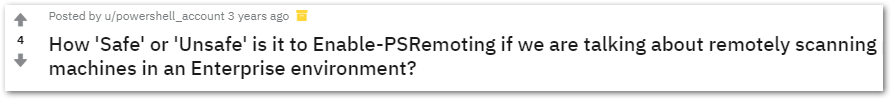 Posted by u/powershell_account 3 years ago
4
How 'Safe' or 'Unsafe' is it to Enable-PSRemoting if we are talking about remotely scanning
machines in an Enterprise environment?